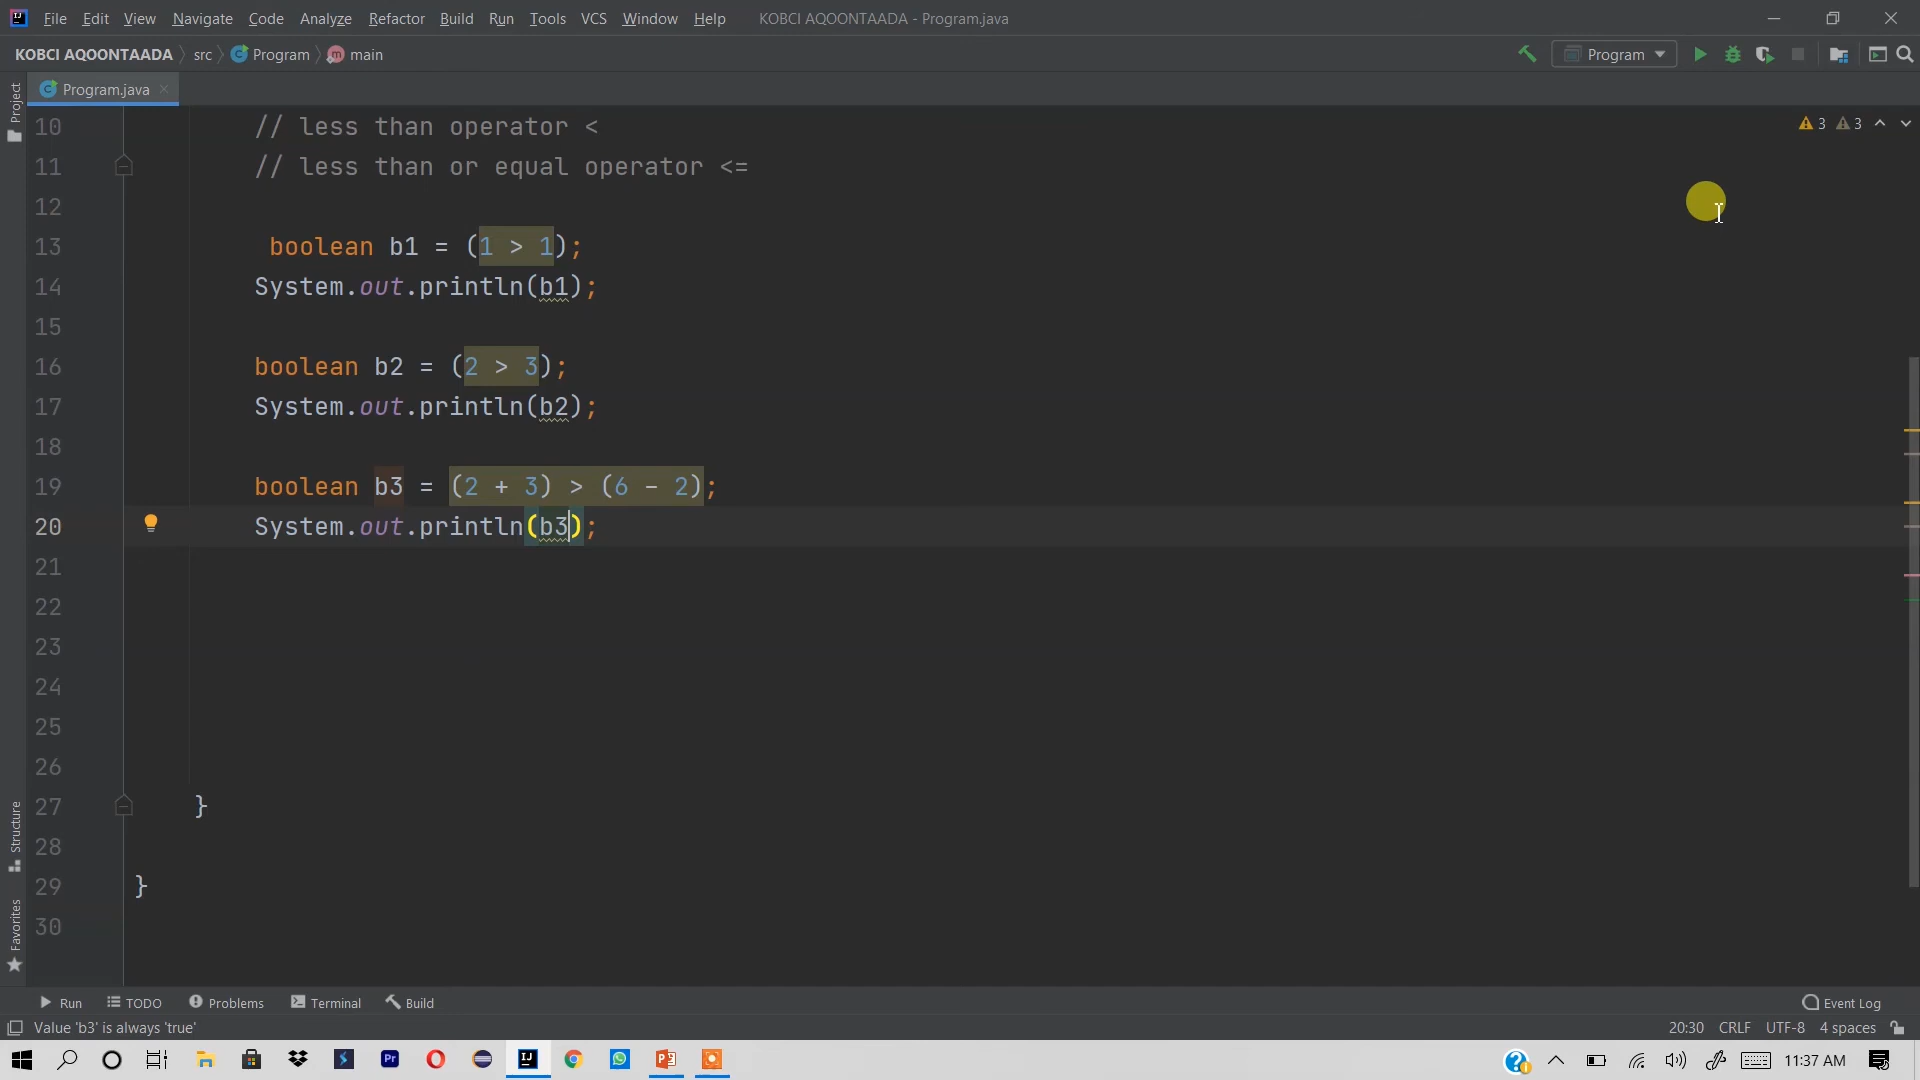 File Edit View Navigate Code Analyze Refactor Build Run Tools VCS Window Help KOBCI AQOONTAADA - Program.java
KOBCI AQOONTAADA src Program main Program
Program.java
Project
3 3
10 // less than operator <
11 // less than or equal operator <=
12
13 boolean b1 = (1 > 1);
14 System.out.println(b1);
15
16 boolean b2 = (2 > 3);
17 System.out.println(b2);
18
19 boolean b3 = (2 + 3) > (6 - 2);
20 System.out.println(b3);
21
22
23
24
25
26
27 }
28
29 }
30
Structure
Favorites
Run TODO Problems Terminal Build Event Log
Value 'b3' is always 'true' 20:30 CRLF UTF-8 4 spaces
11:37 AM